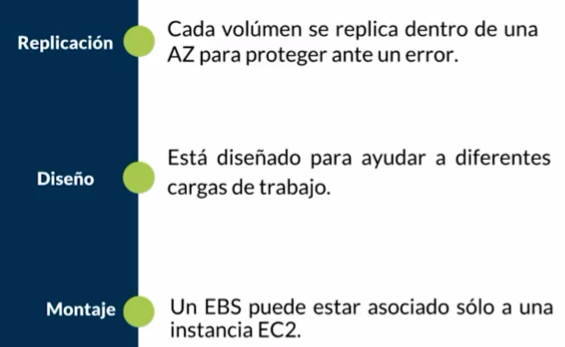 Replicación
Cada volúmen se replica dentro de una
AZ para proteger ante un error.
Diseño
Está diseñado para ayudar a diferentes
cargas de trabajo.
Montaje
Un EBS puede estar asociado sólo a una
instancia EC2.